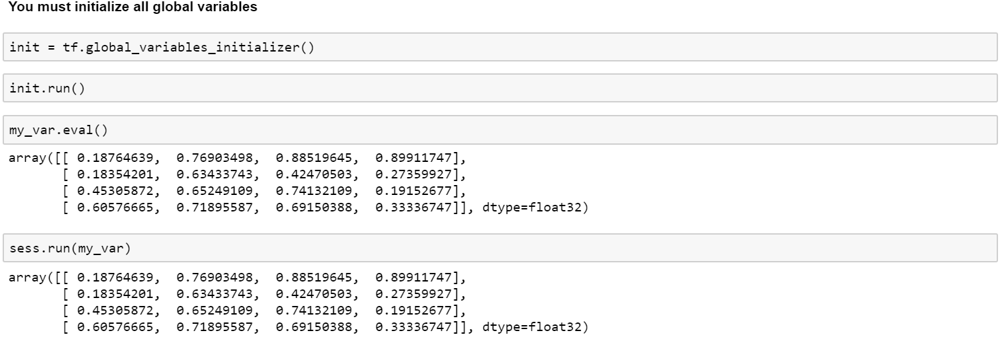 You must initialize all global variables
init = tf.global_variables_initializer()
init.run()
my_var.eval()
array([[ 0.18764639,  0.76903498,  0.88519645,  0.89911747],
       [ 0.18354201,  0.63433743,  0.42470503,  0.27359927],
       [ 0.45305872,  0.65249109,  0.74132109,  0.19152677],
       [ 0.60576665,  0.71895587,  0.69150388,  0.33336747]], dtype=float32)
sess.run(my_var)
array([[ 0.18764639,  0.76903498,  0.88519645,  0.89911747],
       [ 0.18354201,  0.63433743,  0.42470503,  0.27359927],
       [ 0.45305872,  0.65249109,  0.74132109,  0.19152677],
       [ 0.60576665,  0.71895587,  0.69150388,  0.33336747]], dtype=float32)